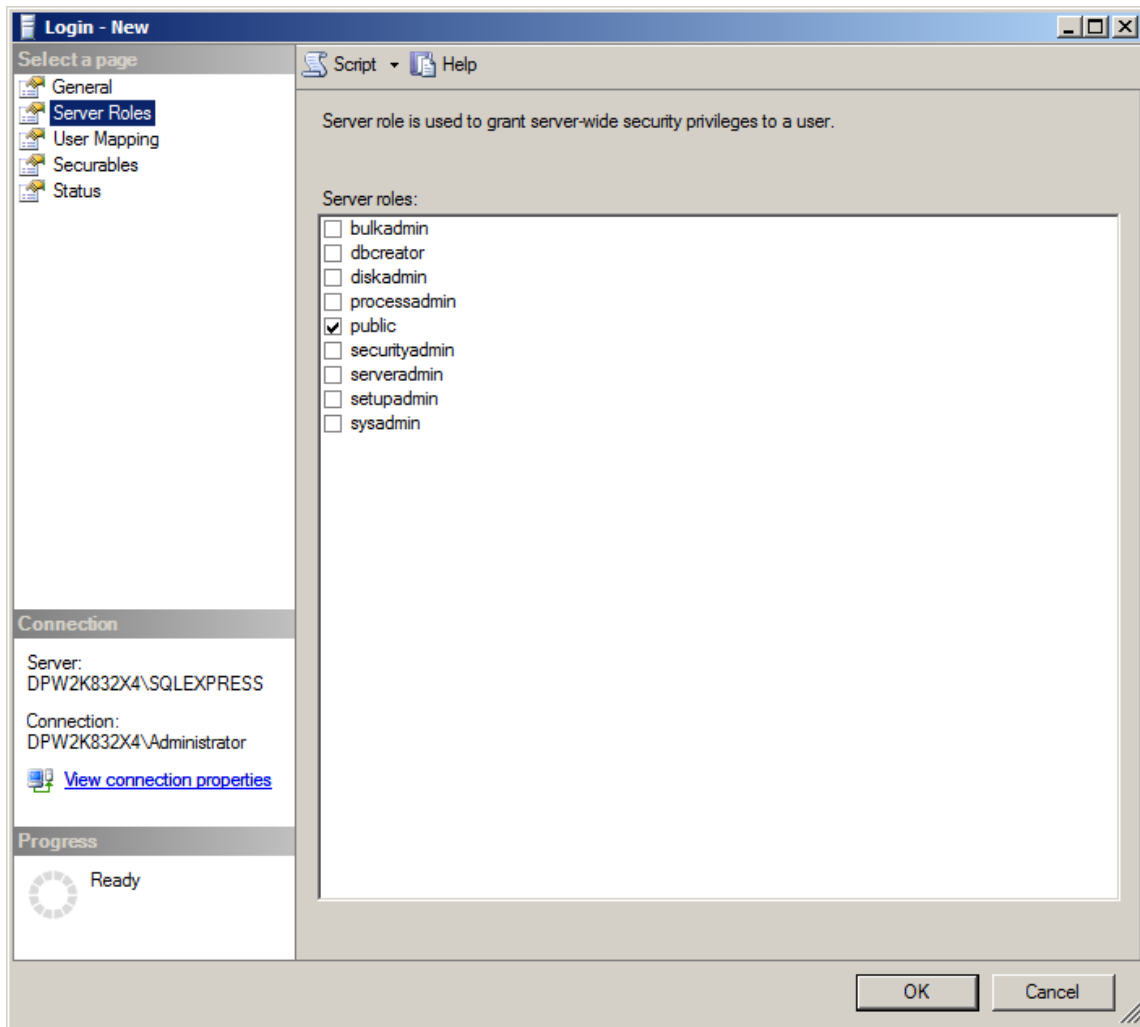 Login - New
Select a page
General
Server Roles
User Mapping
Securables
Status
Script
Help
Server role is used to grant server-wide security privileges to a user.
Server roles:
bulkadmin
dbcreator
diskadmin
processadmin
public
securityadmin
serveradmin
setupadmin
sysadmin
Connection
Server:
DPW2K832X4\SQLEXPRESS
Connection:
DPW2K832X4\Administrator
View connection properties
Progress
Ready
OK
Cancel